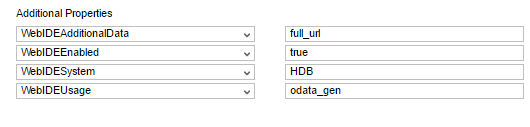 Additional Properties
WebIDEAdditionalData full_url
WebIDEEnabled true
WebIDESystem HDB
WebIDEUsage odata_gen